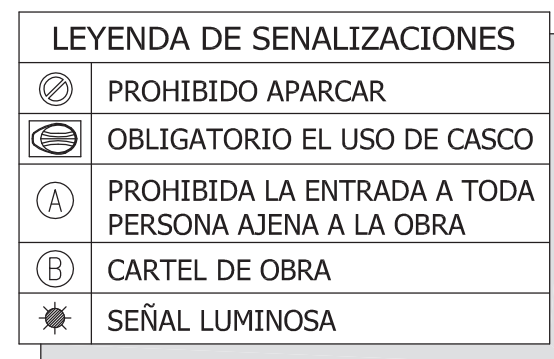 LEYENDA DE SENALIZACIONES
PROHIBIDO APARCAR
OBLIGATORIO EL USO DE CASCO
A
PROHIBIDA LA ENTRADA A TODA
PERSONA AJENA A LA OBRA
B
CARTEL DE OBRA
SEÑAL LUMINOSA